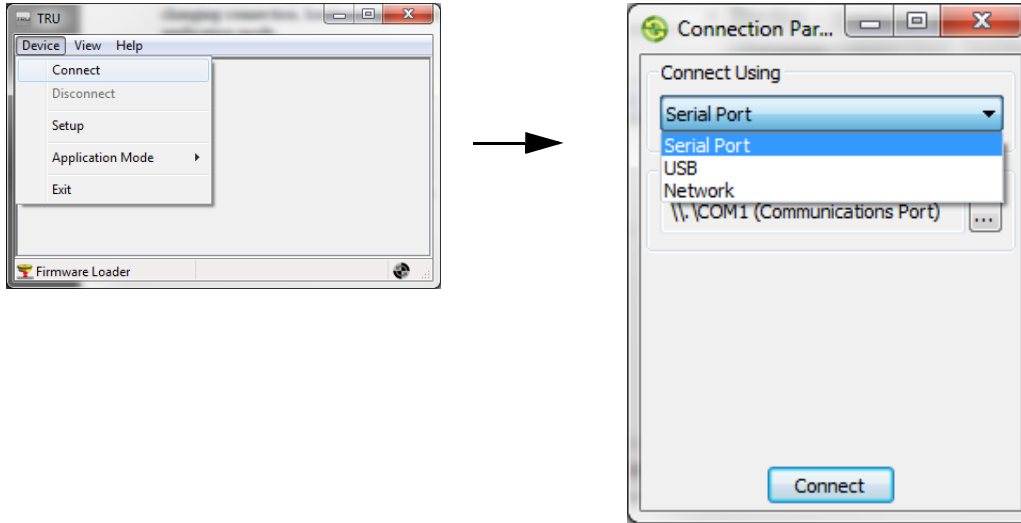 TRU
Device View Help
Connect
Disconnect
Setup
Application Mode
Exit
Firmware Loader
Connection Par...
Connect Using
Serial Port
Serial Port
USB
Network
\\.\COM1 (Communications Port)
...
Connect